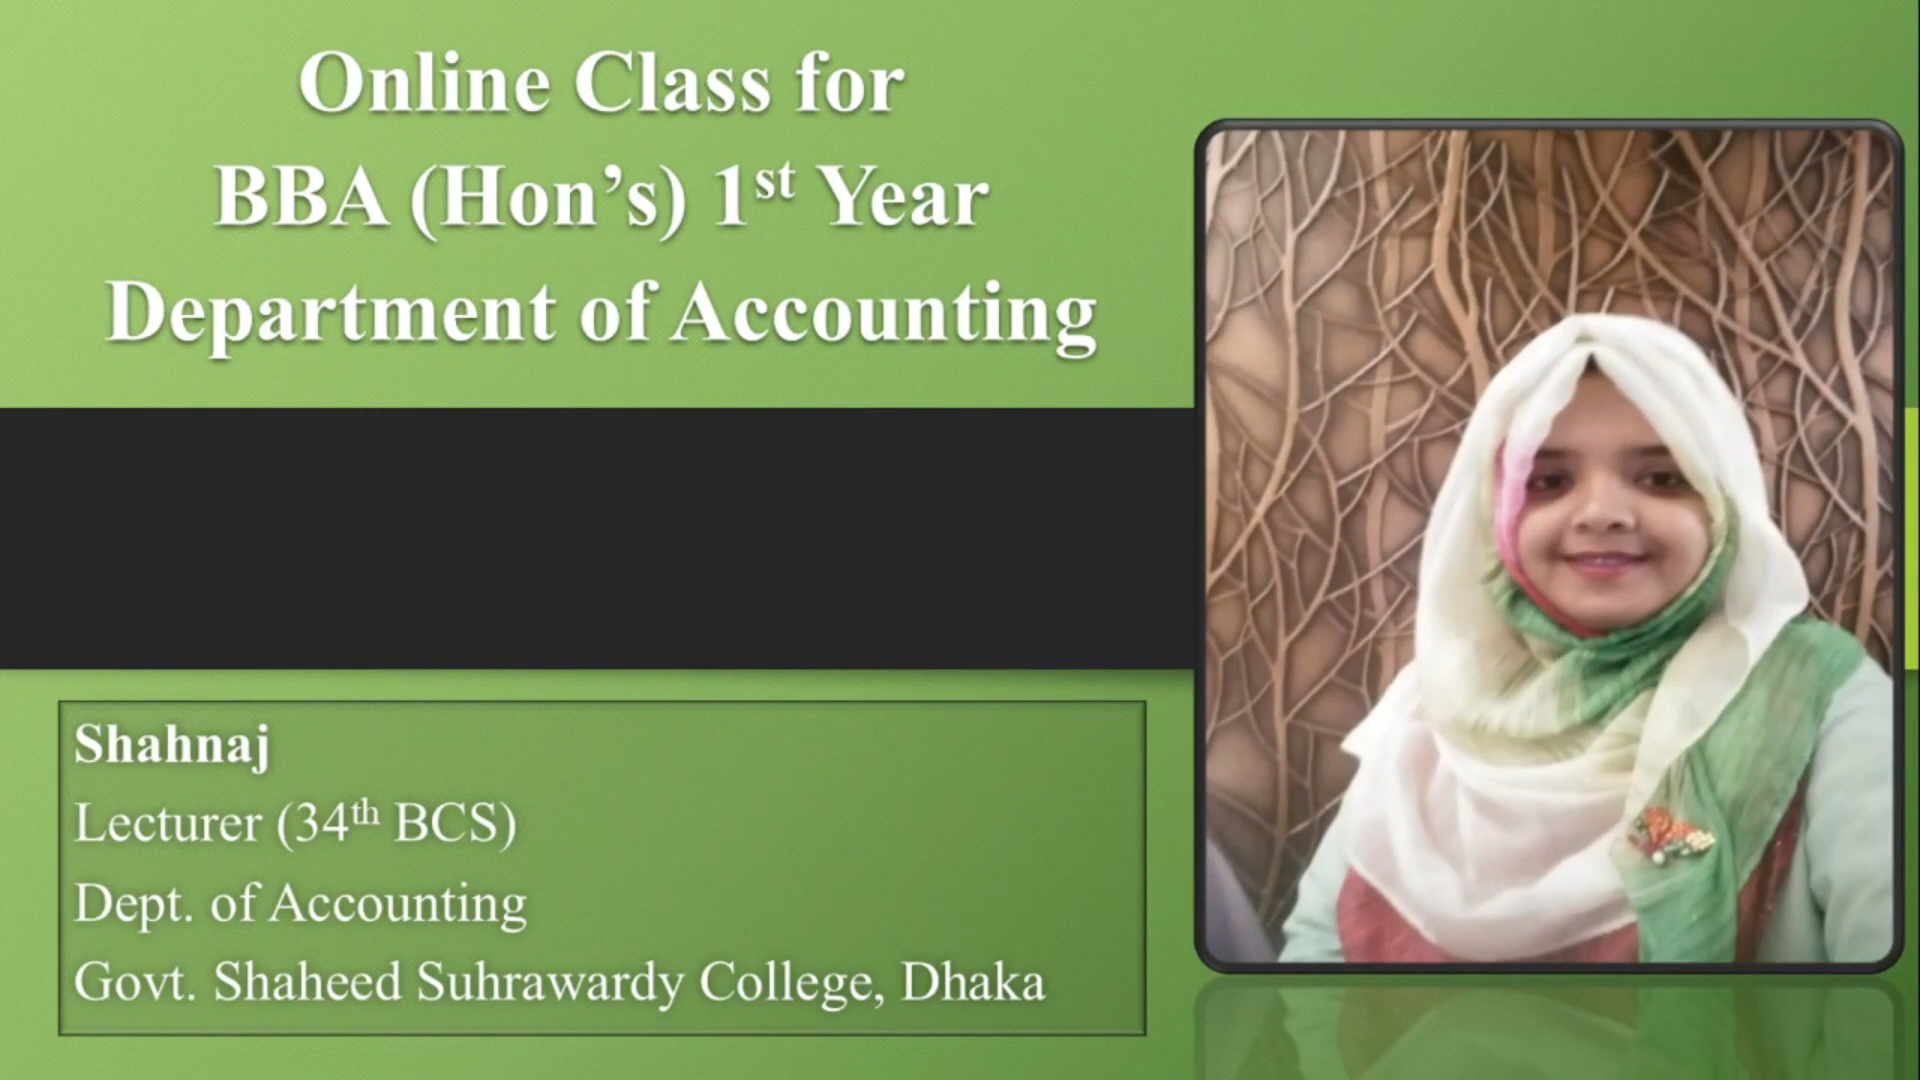 Online Class for
BBA (Hon’s) 1st Year
Department of Accounting
Shahnaj
Lecturer (34th BCS)
Dept. of Accounting
Govt. Shaheed Suhrawardy College, Dhaka